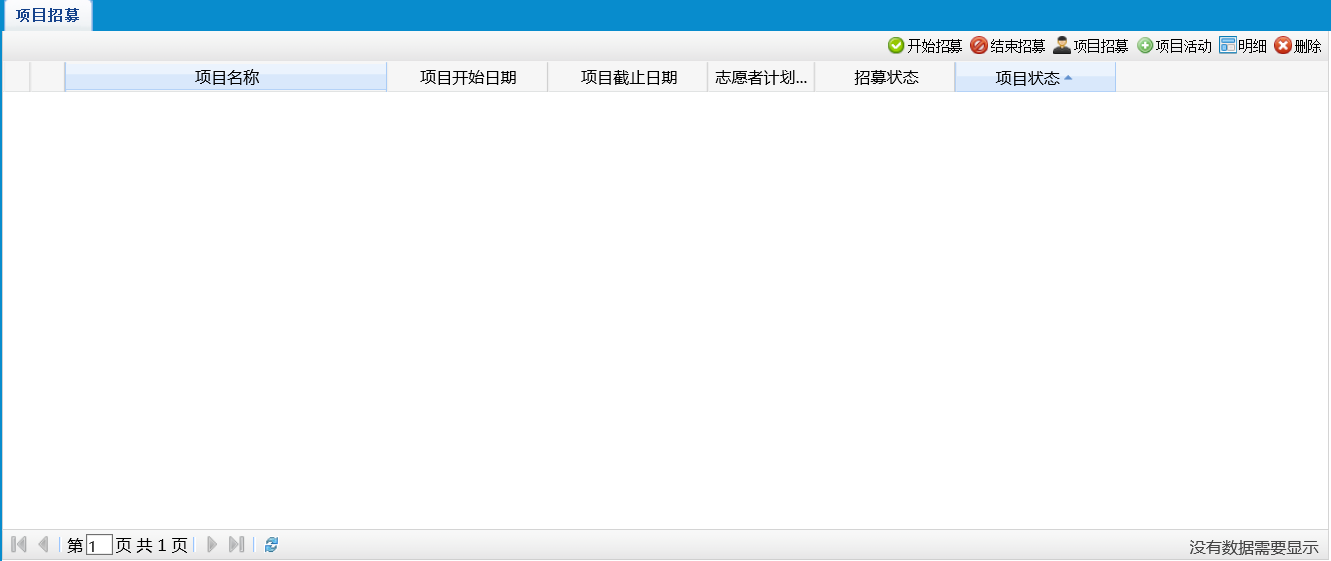 项目招募
开始招募 结束招募 项目招募 项目活动 明细 删除
项目名称 项目开始日期 项目截止日期 志愿者计划... 招募状态 项目状态
第 1 页 共 1 页 没有数据需要显示